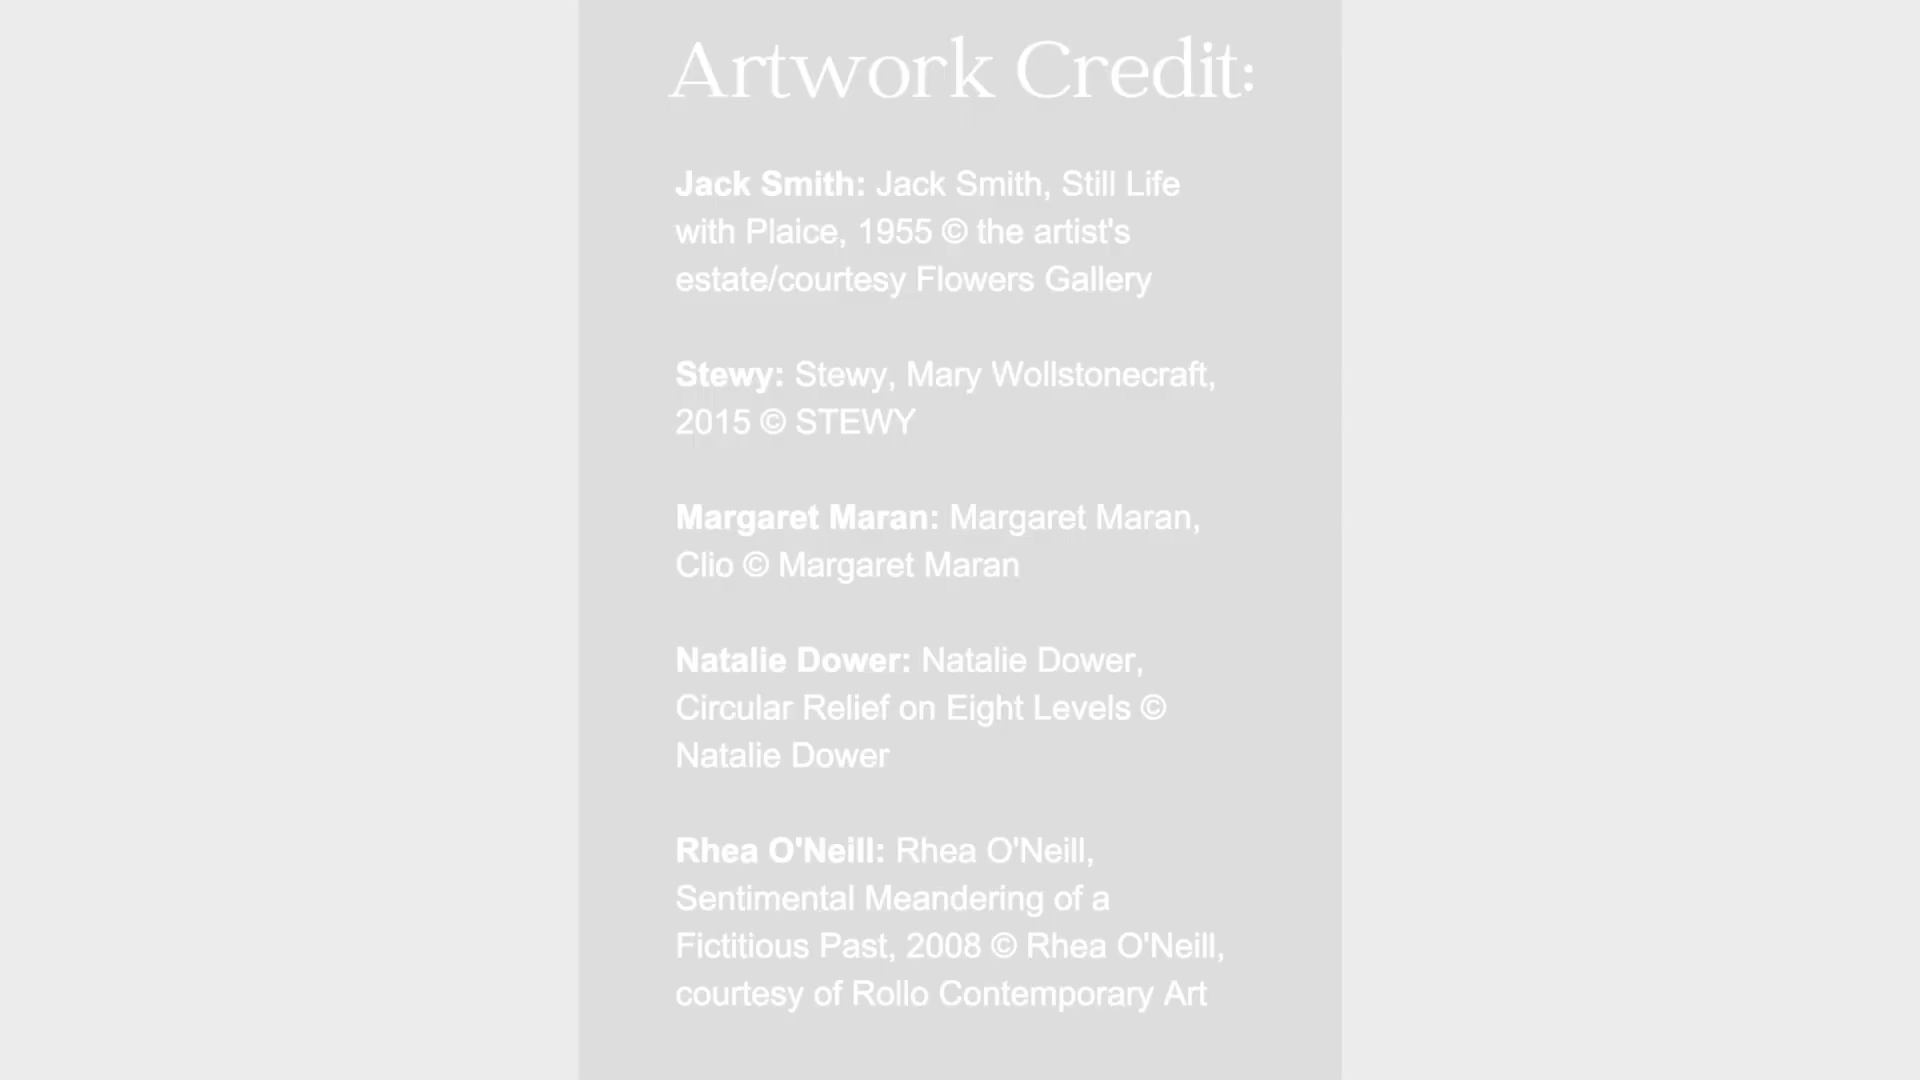 Artwork Credit:
Jack Smith: Jack Smith, Still Life
with Plaice, 1955 © the artist's
estate/courtesy Flowers Gallery
Stewy: Stewy, Mary Wollstonecraft,
2015 © STEWY
Margaret Maran: Margaret Maran,
Clio © Margaret Maran
Natalie Dower: Natalie Dower,
Circular Relief on Eight Levels ©
Natalie Dower
Rhea O'Neill: Rhea O'Neill,
Sentimental Meandering of a
Fictitious Past, 2008 © Rhea O'Neill,
courtesy of Rollo Contemporary Art